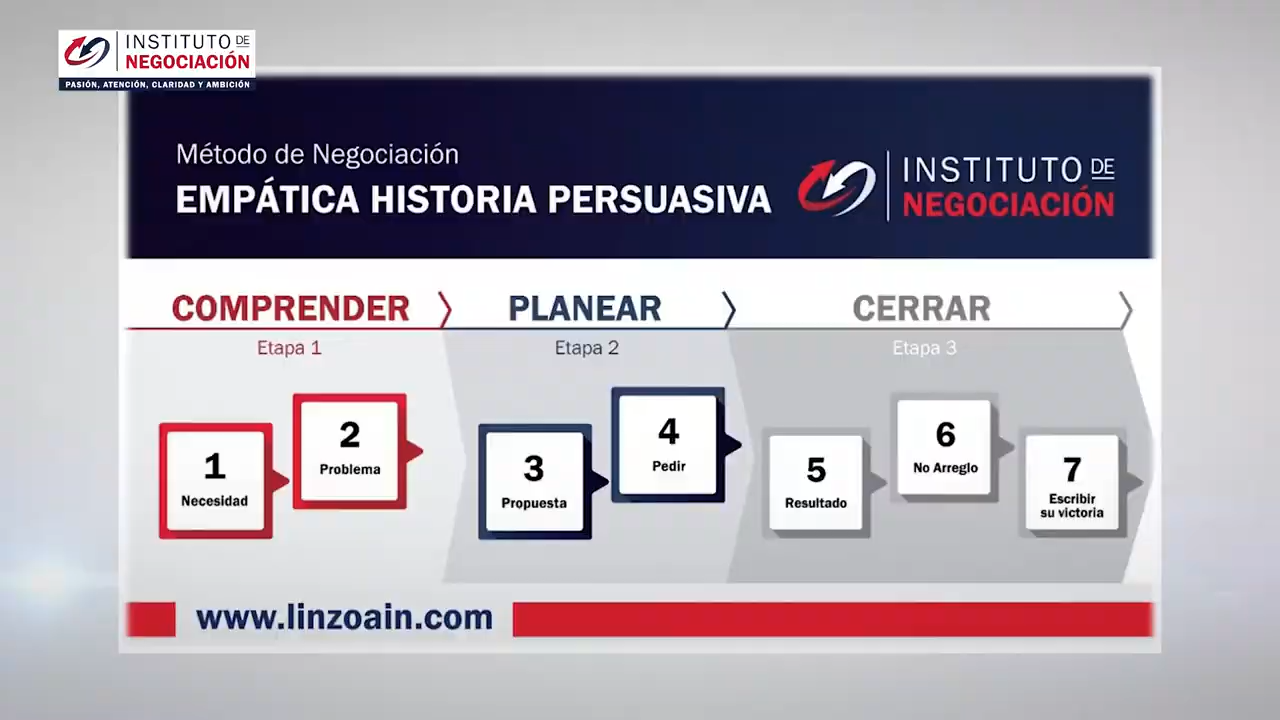 INSTITUTO DE
NEGOCIACIÓN
PASIÓN, ATENCIÓN, CLARIDAD Y AMBICIÓN
Método de Negociación
EMPÁTICA HISTORIA PERSUASIVA
INSTITUTO DE
NEGOCIACIÓN
COMPRENDER
PLANEAR
CERRAR
Etapa 1
Etapa 2
Etapa 3
1
Necesidad
2
Problema
3
Propuesta
4
Pedir
5
Resultado
6
No Arreglo
7
Escribir
su victoria
www.linzoain.com